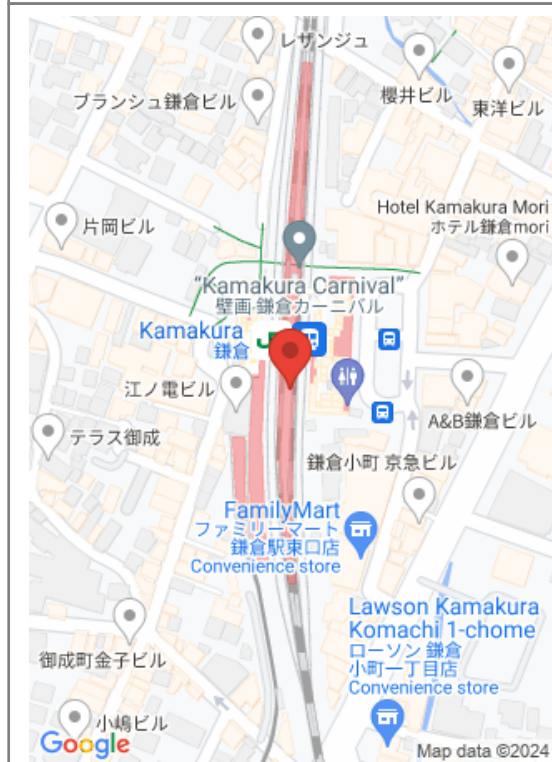 レザンジュ
櫻井ビル
ブランシュ鎌倉ビル
東洋ビル
Hotel Kamakura Mori
ホテル鎌倉mori
片岡ビル
“Kamakura Carnival”
壁画 鎌倉カーニバル
Kamakura
鎌倉
江ノ電ビル
A&B鎌倉ビル
テラス御成
鎌倉小町 京急ビル
FamilyMart
ファミリーマート
鎌倉駅東口店
Convenience store
Lawson Kamakura
Komachi 1-chome
ローソン 鎌倉
小町一丁目店
Convenience store
御成町金子ビル
小嶋ビル
Google
Map data ©2024